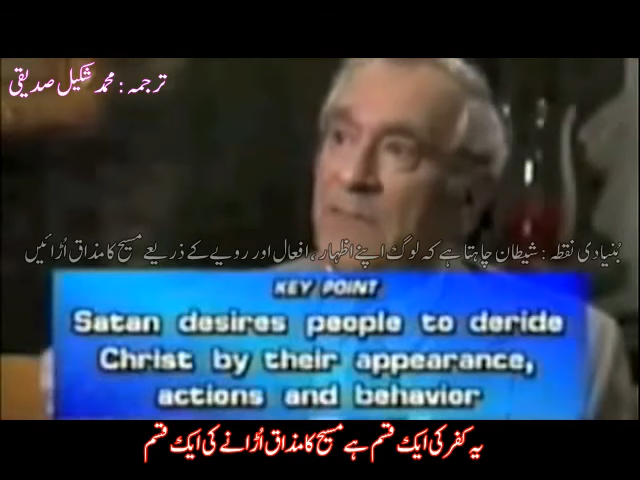 ترجمہ : محمد شکیل صدیقی
بُنیادی نقطہ : شیطان چاہتا ہے کہ لوگ اپنے اظہار ، افعال اور رویے کے ذریعے مسیح کا مذاق اُڑائیں
KEY POINT
Satan desires people to deride
Christ by their appearance,
actions and behavior
یہ کفر کی ایک قسم ہے مسیح کا مذاق اُڑانے کی ایک قسم